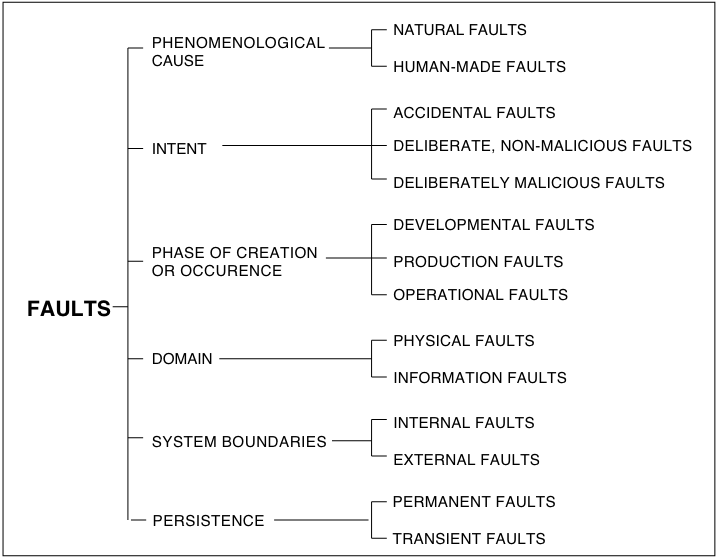 NATURAL FAULTS
PHENOMENOLOGICAL
CAUSE
HUMAN-MADE FAULTS
ACCIDENTAL FAULTS
INTENT
DELIBERATE, NON-MALICIOUS FAULTS
DELIBERATELY MALICIOUS FAULTS
DEVELOPMENTAL FAULTS
PHASE OF CREATION
OR OCCURENCE
PRODUCTION FAULTS
OPERATIONAL FAULTS
FAULTS
PHYSICAL FAULTS
DOMAIN
INFORMATION FAULTS
INTERNAL FAULTS
SYSTEM BOUNDARIES
EXTERNAL FAULTS
PERMANENT FAULTS
PERSISTENCE
TRANSIENT FAULTS